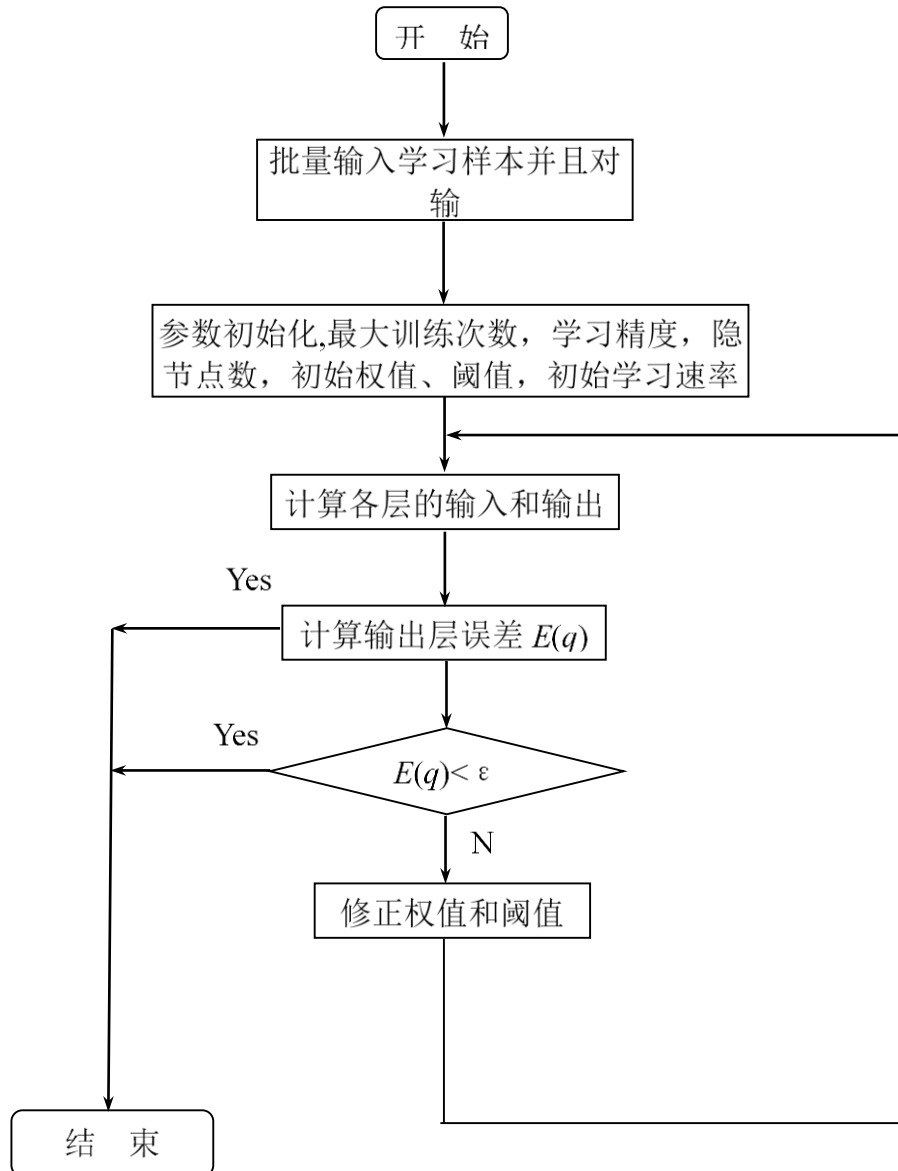 开 始
批量输入学习样本并且对
输
参数初始化,最大训练次数，学习精度，隐
节点数，初始权值、阈值，初始学习速率
计算各层的输入和输出
Yes
计算输出层误差 E(q)
Yes
E(q)< ε
N
修正权值和阈值
结 束